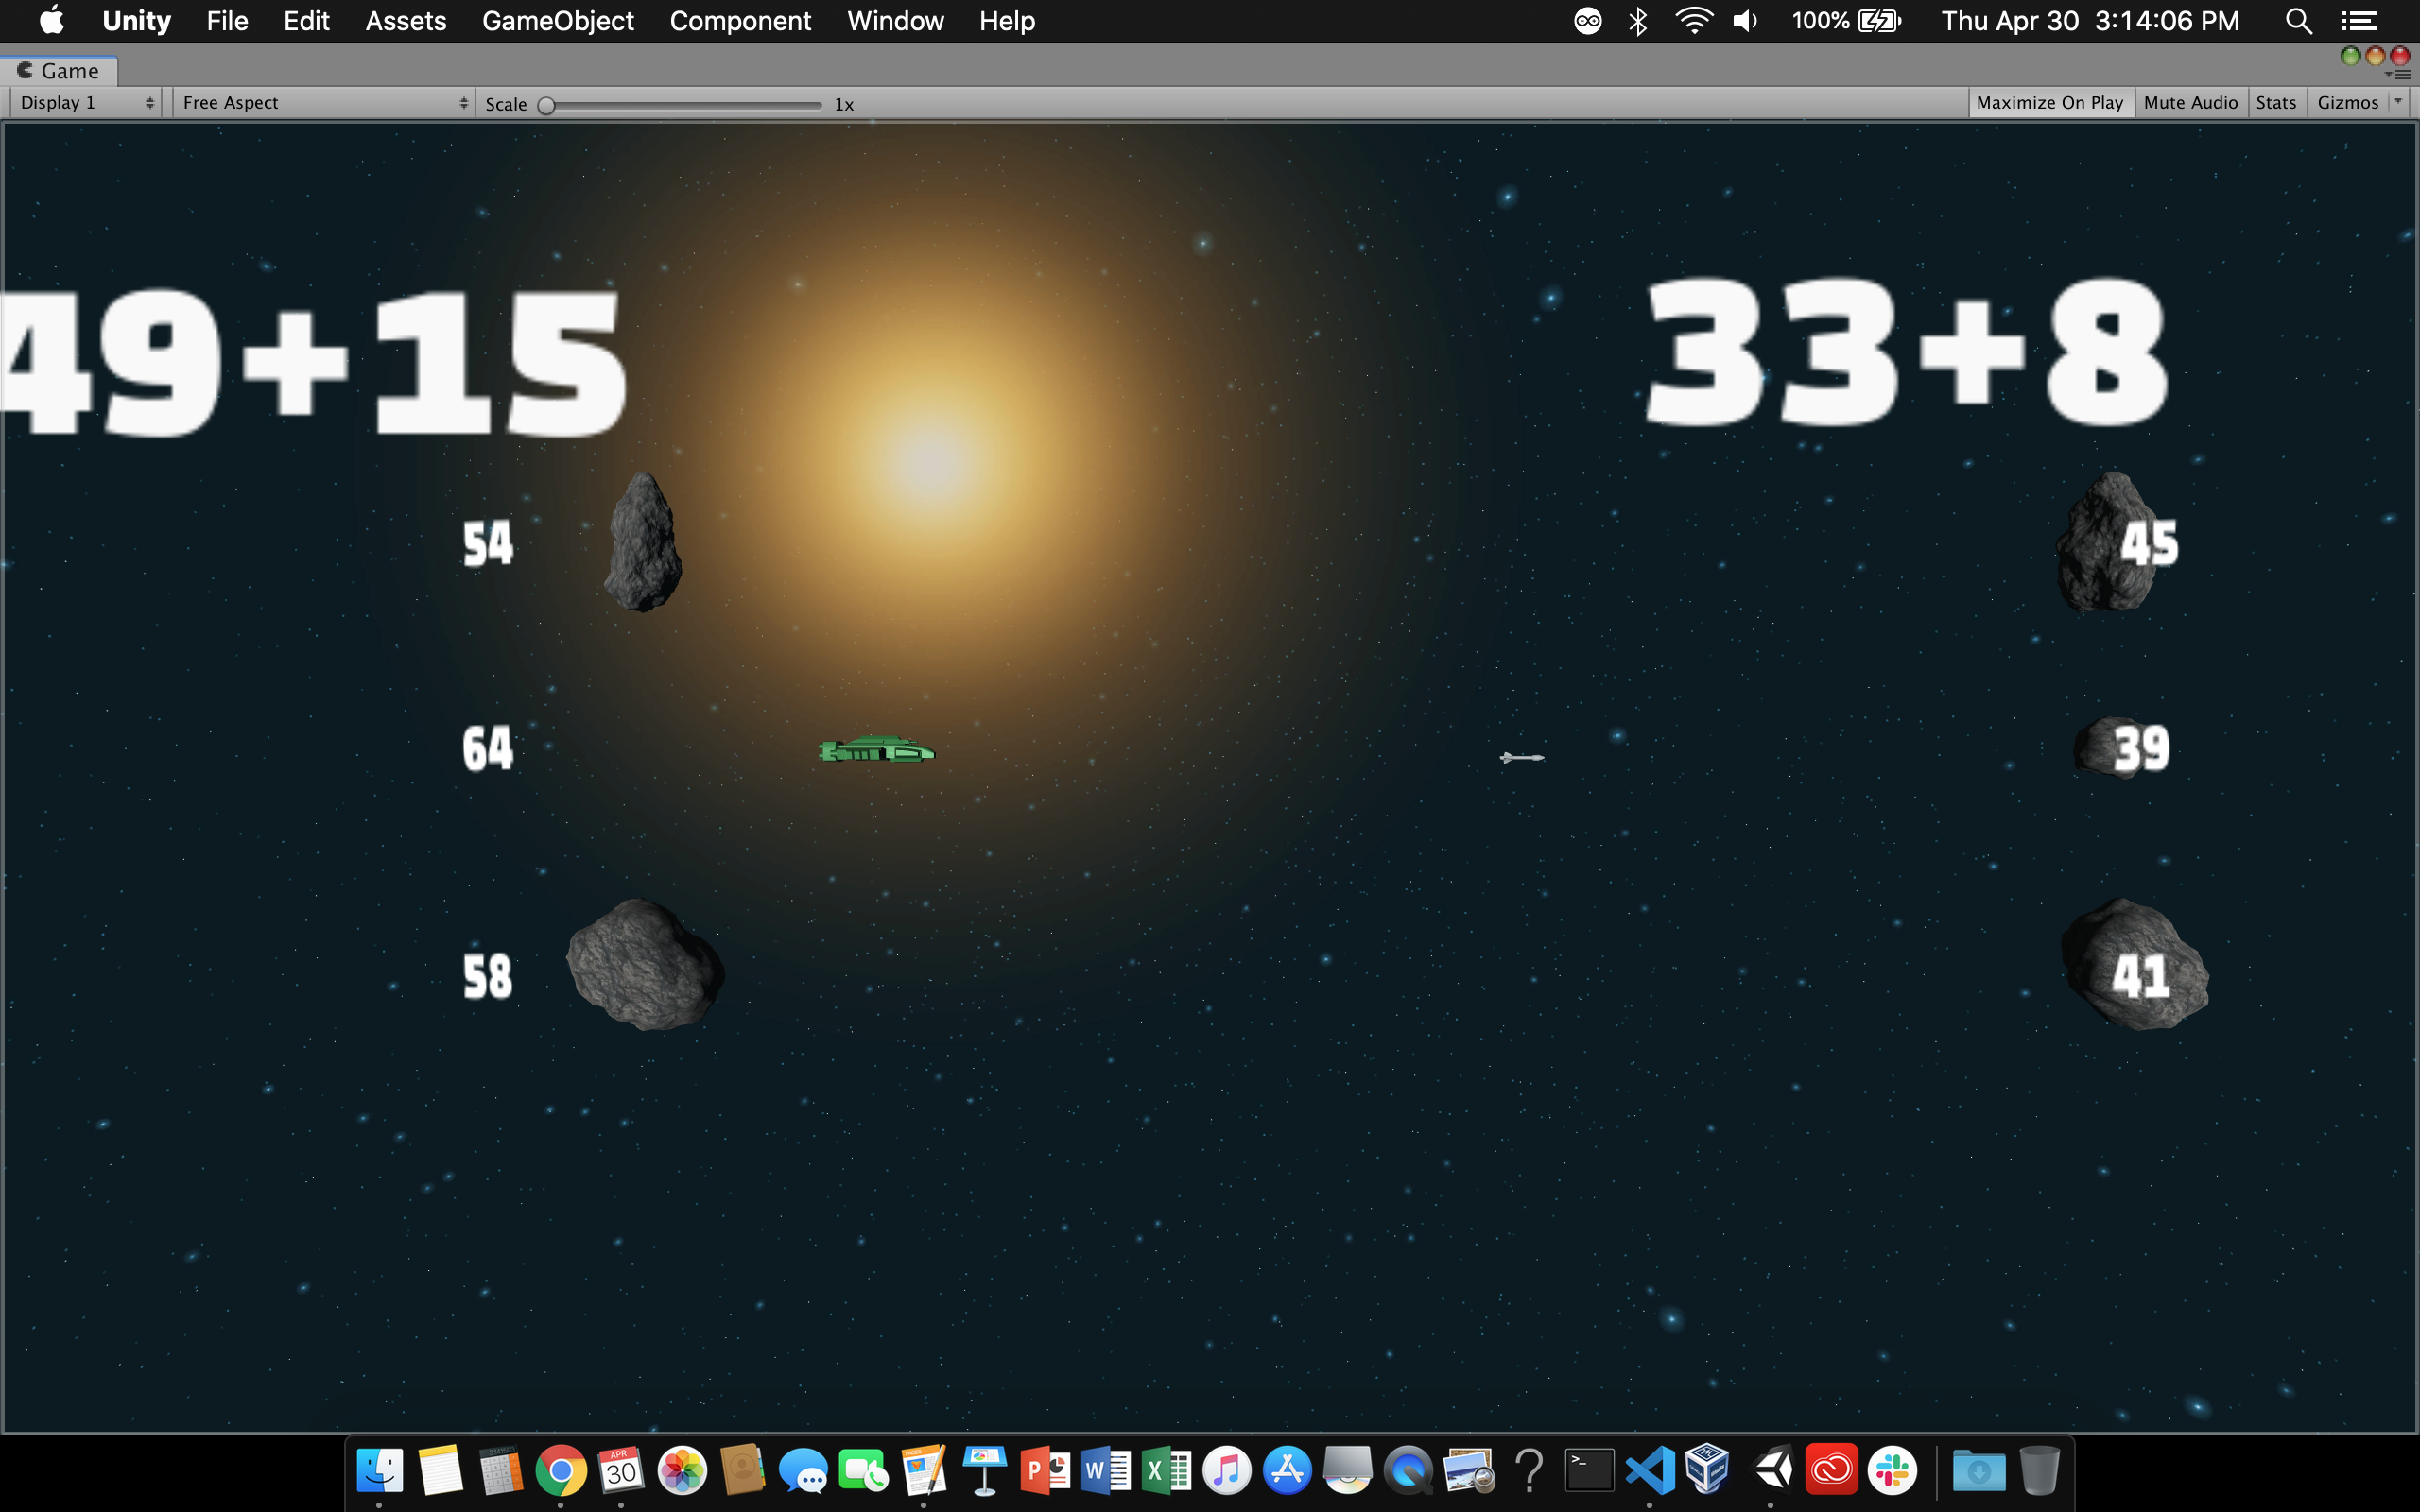 Unity File Edit Assets GameObject Component Window Help 100% Thu Apr 30 3:14:06 PM
Game
Display 1 Free Aspect Scale 1x Maximize On Play Mute Audio Stats Gizmos
49+15 33+8
54 45
64 39
58 41
APR
30
P W X >_